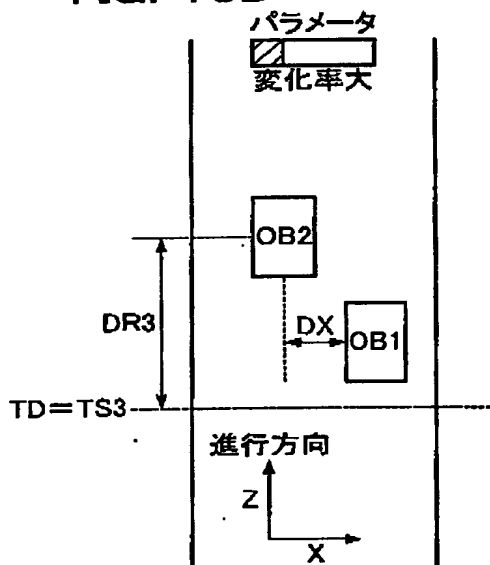 パラメータ
変化率大
OB2
DR3
DX
OB1
TD=TS3
進行方向
Z
X